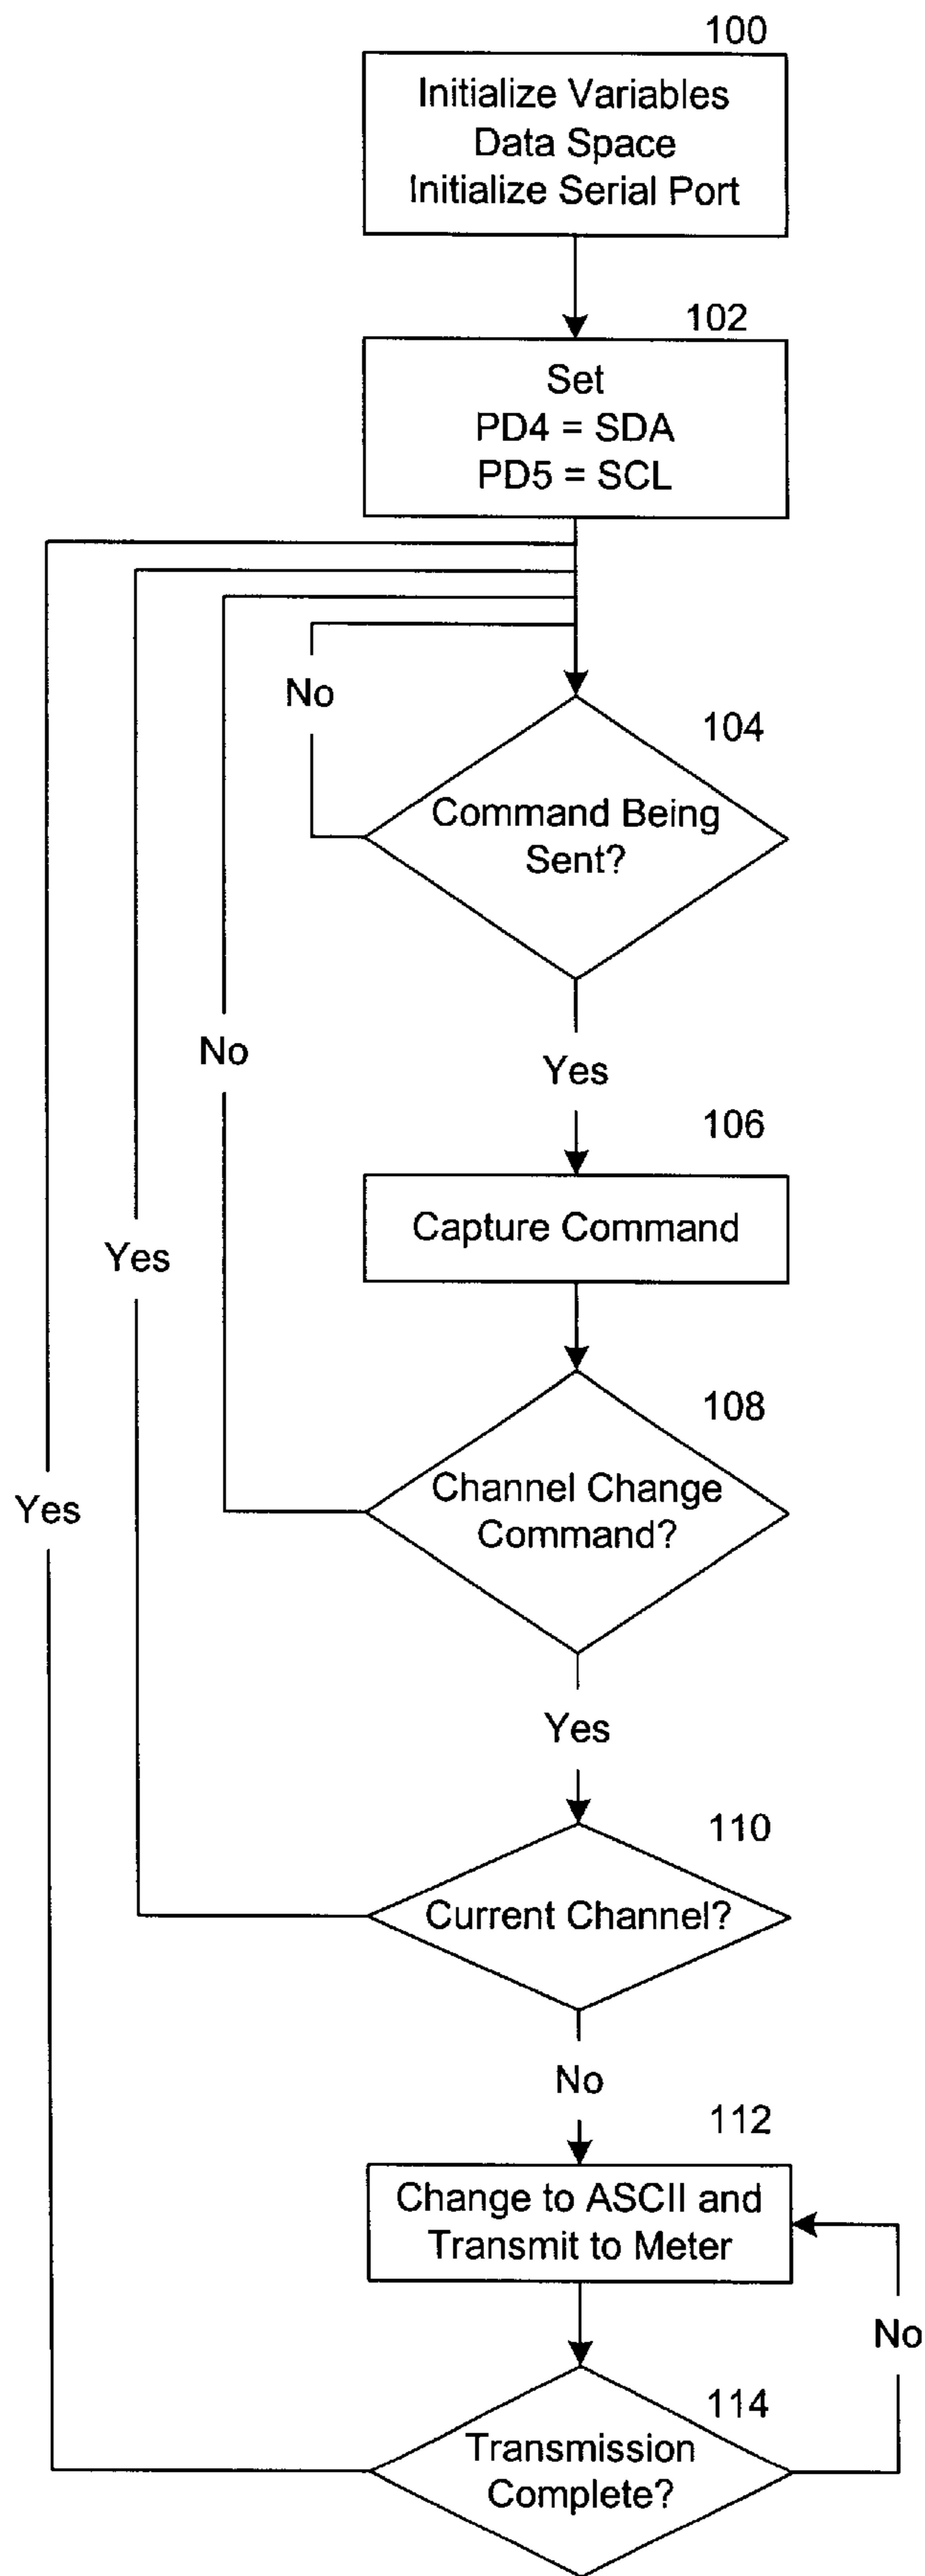 100
Initialize Variables
Data Space
Initialize Serial Port
102
Set
PD4 = SDA
PD5 = SCL
No
104
Command Being
Sent?
No
Yes
106
Capture Command
Yes
108
Channel Change
Command?
Yes
Yes
110
Current Channel?
No
112
Change to ASCII and
Transmit to Meter
No
114
Transmission
Complete?